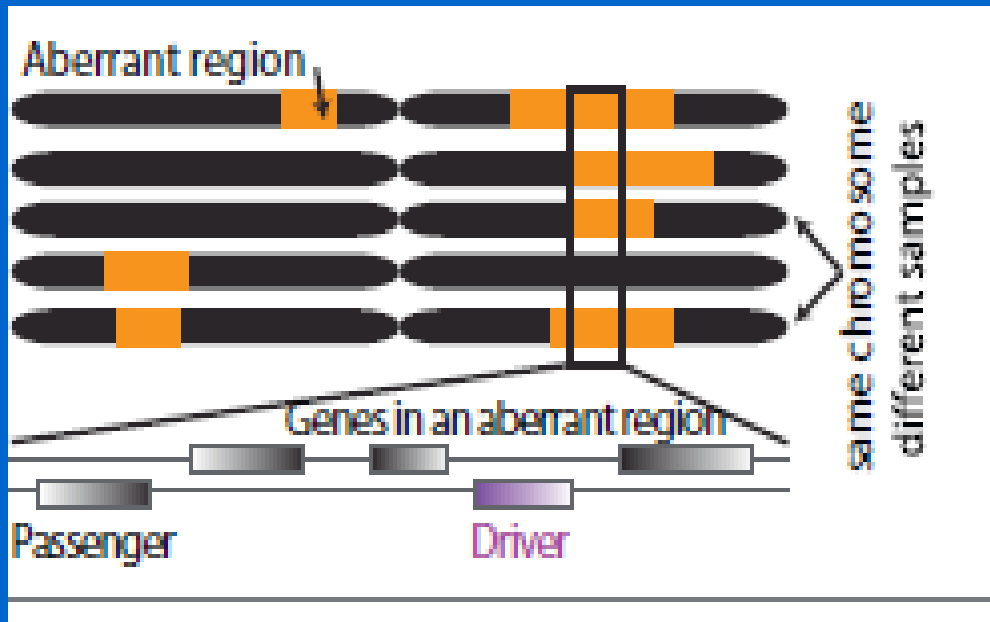 Aberrant region
same chromosome
different samples
Genes in an aberrant region
Passenger
Driver